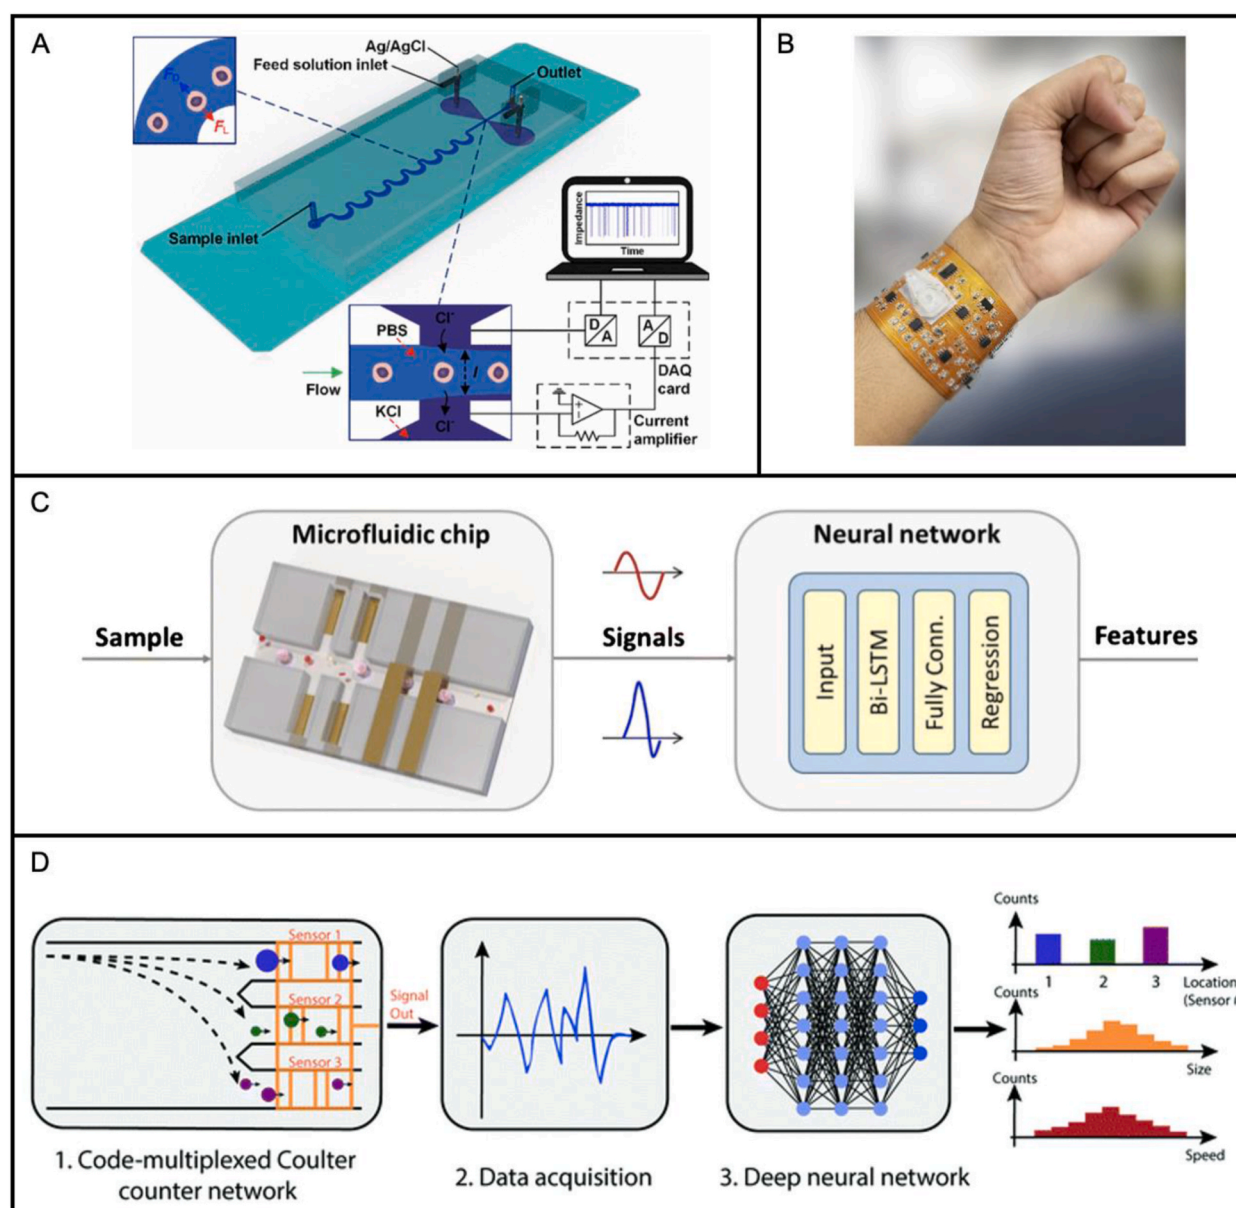 A
Ag/AgCl
Feed solution inlet
Outlet
F_D
F_L
Sample inlet
Impedance
Time
Cl-
PBS
D
A
A
D
DAQ
card
Flow
I
KCl
Cl-
Current
amplifier
B
C
Microfluidic chip
Neural network
Sample
Signals
Features
Input
Bi-LSTM
Fully Conn.
Regression
D
Sensor 1
Sensor 2
Sensor 3
Signal
Out
Counts
1
2
3
Location
(Sensor
Counts
Size
Counts
Speed
1. Code-multiplexed Coulter
counter network
2. Data acquisition
3. Deep neural network